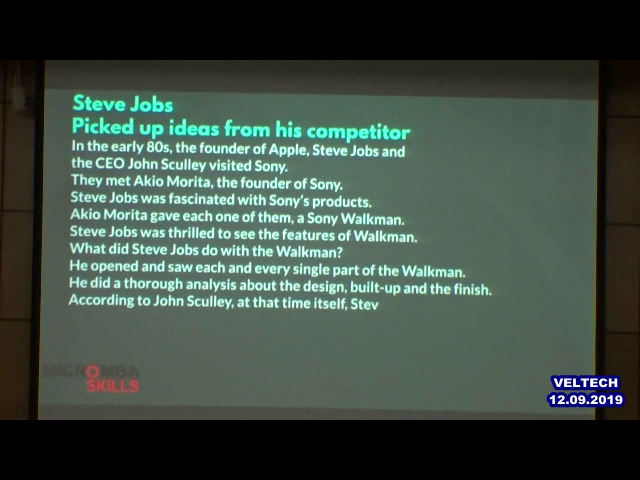 Steve Jobs
Picked up ideas from his competitor
In the early 80s, the founder of Apple, Steve Jobs and
the CEO John Sculley visited Sony.
They met Akio Morita, the founder of Sony.
Steve Jobs was fascinated with Sony's products.
Akio Morita gave each one of them, a Sony Walkman.
Steve Jobs was thrilled to see the features of Walkman.
What did Steve Jobs do with the Walkman?
He opened and saw each and every single part of the Walkman.
He did a thorough analysis about the design, built-up and the finish.
According to John Sculley, at that time itself, Stev
MICROMBA
SKILLS
VELTECH
12.09.2019